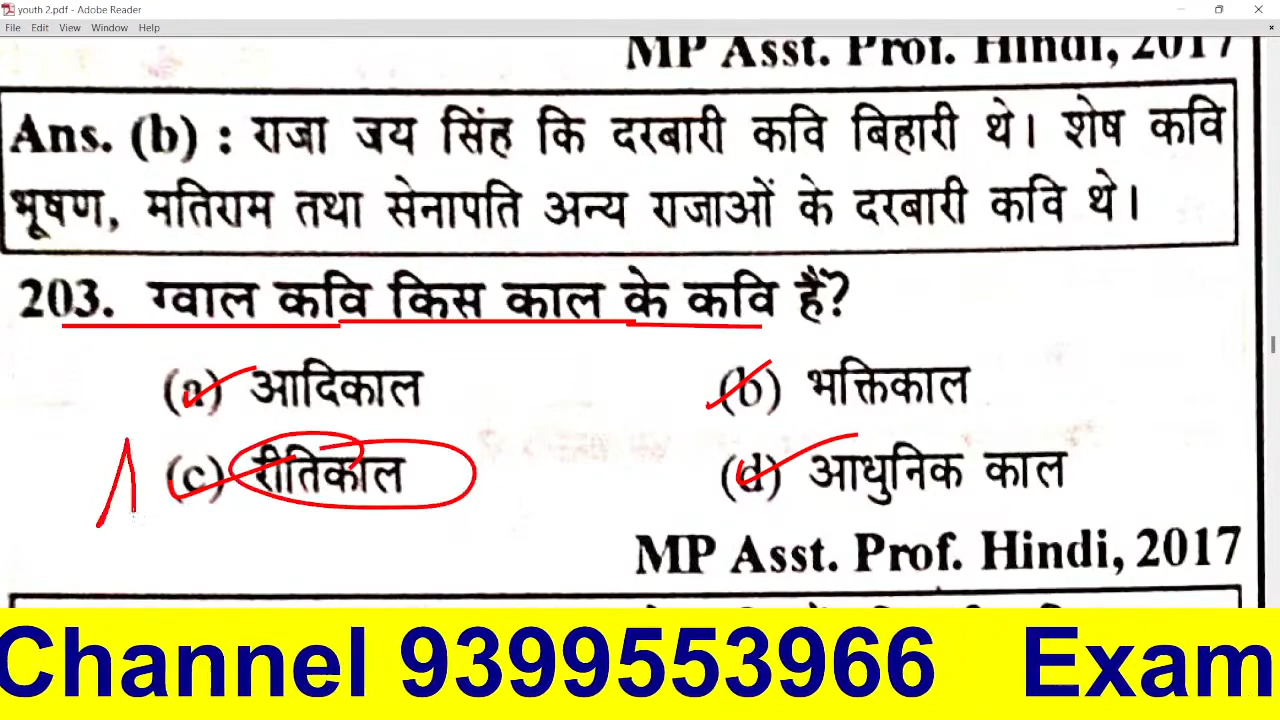 youth 2.pdf - Adobe Reader
File Edit View Window Help
MP Asst. Prof. Hindi, 2017
Ans. (b) : राजा जय सिंह कि दरबारी कवि बिहारी थे। शेष कवि
भूषण, मतिराम तथा सेनापति अन्य राजाओं के दरबारी कवि थे।
203. ग्वाल कवि किस काल के कवि हैं?
(a) आदिकाल (b) भक्तिकाल
(c) रीतिकाल (d) आधुनिक काल
MP Asst. Prof. Hindi, 2017
Channel 9399553966 Exam